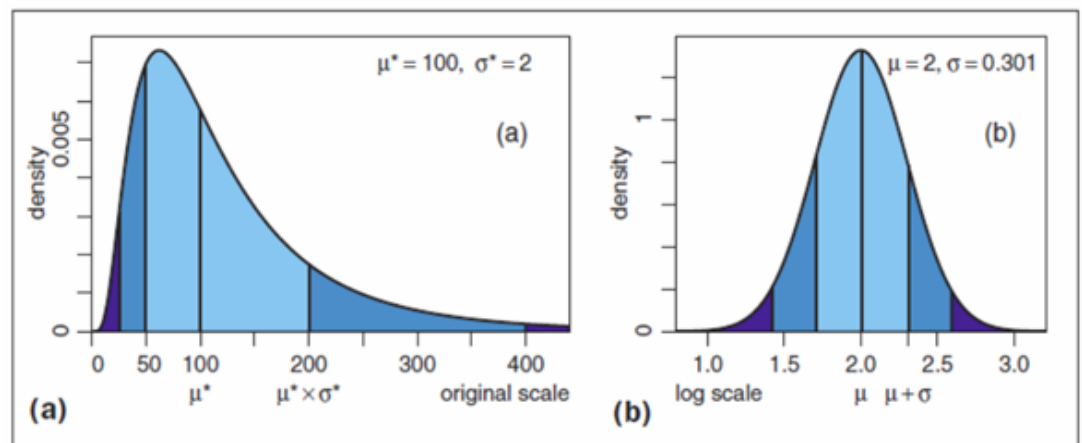 μ* = 100, σ* = 2
(a)
density
0.005
0
0 50 100 200 300 400
μ* μ* × σ* original scale
(a)
μ = 2, σ = 0.301
(b)
density
1
0
1.0 1.5 2.0 2.5 3.0
log scale μ μ + σ
(b)